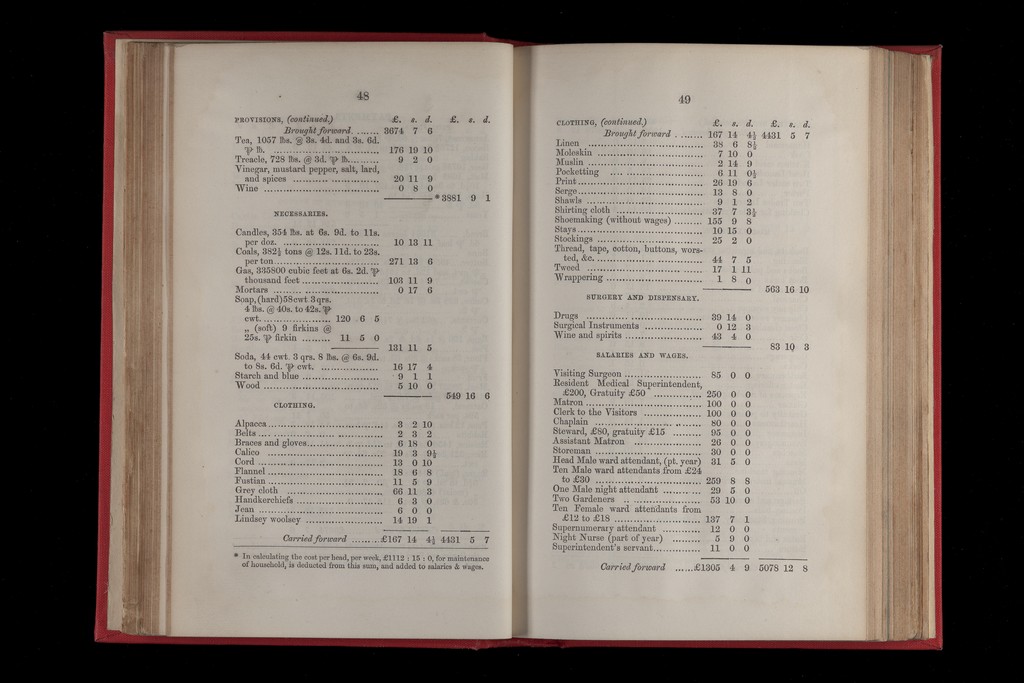 48
PROVISIONS, (continued.) £. s. d. £. s. d.
Brought forward. ........ 3674 7 6
Tea, 1057 lbs. @ 3s. 4d. and 3s. 6d.
℔ lb. ................................ 176 19 10
Treacle, 728 lbs. @ 3d. ⅌ lb.......... 9 2 0
Vinegar, mustard pepper, salt, lard,
and spices ........................... 20 11 9
Wine .................................... 0 8 0
* 3881 9 1
NECESSARIES.
Candles, 354 lbs. at 6s. 9d. to 11s.
per doz. .............................. 10 13 11
Coals, 382½ tons @ 12s. 11d. to 23s.
per ton................................ 271 13 6
Gas, 335800 cubic feet at 6s. 2d. ⅌
thousand feet........................ 103 11 9
Mortars ................................ 0 17 6
Soap, (hard) 58cwt 3 qrs.
4 lbs. @ 40s. to 42s. ⅌
cwt..................... 120 6 5
„ (soft) 9 firkins @
25s. ⅌ firkin ......... 11 5 0
131 11 5
Soda, 44 cwt. 3 qrs. 8 lbs. @ 6s. 9d.
to 8s. 6d. ⅌ cwt. .................. 16 17 4
Starch and blue ........................ 9 1 1
Wood .................................... 5 10 0
549 16 6
CLOTHING.
Alpacca.................................... 3 2 10
Belts....................................... 2 3 2
Braces and gloves........................ 6 18 0
Calico .................................... 19 3 9½
Cord ....................................... 13 0 10
Flannel.................................... 18 6 8
Fustian.................................... 11 5 9
Grey cloth .............................. 66 11 3
Handkerchiefs ........................... 6 3 0
Jean ....................................... 6 0 0
Lindsey woolsey ........................ 14 19 1
Carried forward .........£167 14 4½ 4431 5 7
* In calculating the cost per head, per week, £1112 : 15 : 0, for maintenance
of household, is deducted from this sum, and added to salaries & wages.
49
CLOTHING, (continued.) £. s. d. £. s. d.
Brought forward ......... 167 14 4½ 4431 5 7
Linen .................................... 38 6 8½
Moleskin ................................ 7 10 0
Muslin .................................... 2 14 9
Pocketting .............................. 6 11 0½
Print....................................... 26 19 6
Serge....................................... 13 8 0
Shawls .................................... 9 1 2
Shirting cloth ........................... 37 7 3½
Shoemaking (without wages) ......... 155 9 8
Stays....................................... 10 15 0
Stockings ................................ 25 2 0
Thread, tape, cotton, buttons, wors-
ted, &c................................. 44 7 5
Tweed .................................... 17 1 11
Wrappering .............................. 1 8 0
563 16 10
SURGERY AND DISPENSARY.
Drugs .................................... 39 14 0
Surgical Instruments .................. 0 12 3
Wine and spirits ........................ 43 4 0
83 10 3
SALARIES AND WAGES.
Visiting Surgeon ........................ 85 0 0
Resident Medical Superintendent,
£200, Gratuity £50 ............... 250 0 0
Matron .................................... 100 0 0
Clerk to the Visitors .................. 100 0 0
Chaplain ................................ 80 0 0
Steward, £80, gratuity £15 ......... 95 0 0
Assistant Matron ..................... 26 0 0
Storeman ................................ 30 0 0
Head Male ward attendant, (pt. year) 31 5 0
Ten Male ward attendants from £24
to £30 ................................. 259 8 8
One Male night attendant ............ 29 5 0
Two Gardeners ........................ 53 10 0
Ten Female ward attendants from
£12 to £18 ........................... 137 7 1
Supernumerary attendant ............ 12 0 0
Night Nurse (part of year) ......... 5 9 0
Superintendent's servant............... 11 0 0
Carried forward ......£1305 4 9 5078 12 8